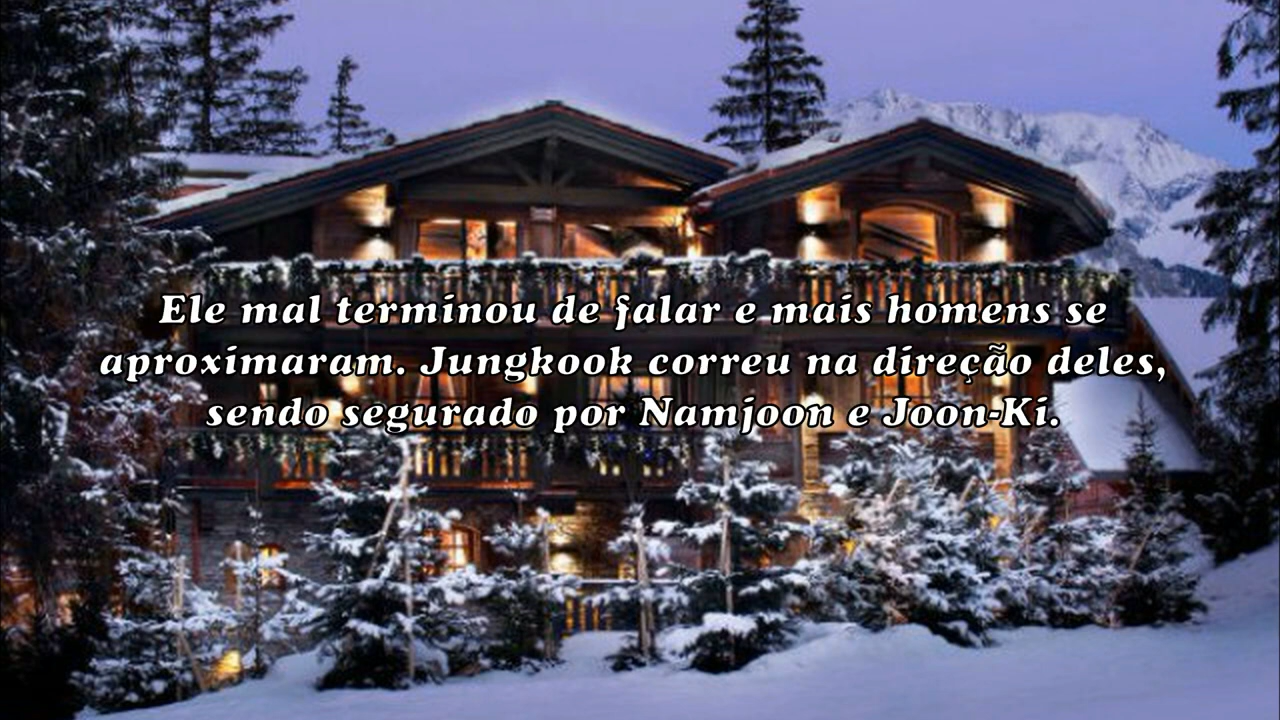 Ele mal terminou de falar e mais homens se
aproximaram. Jungkook correu na direção deles,
sendo segurado por Namjoon e Joon-Ki.